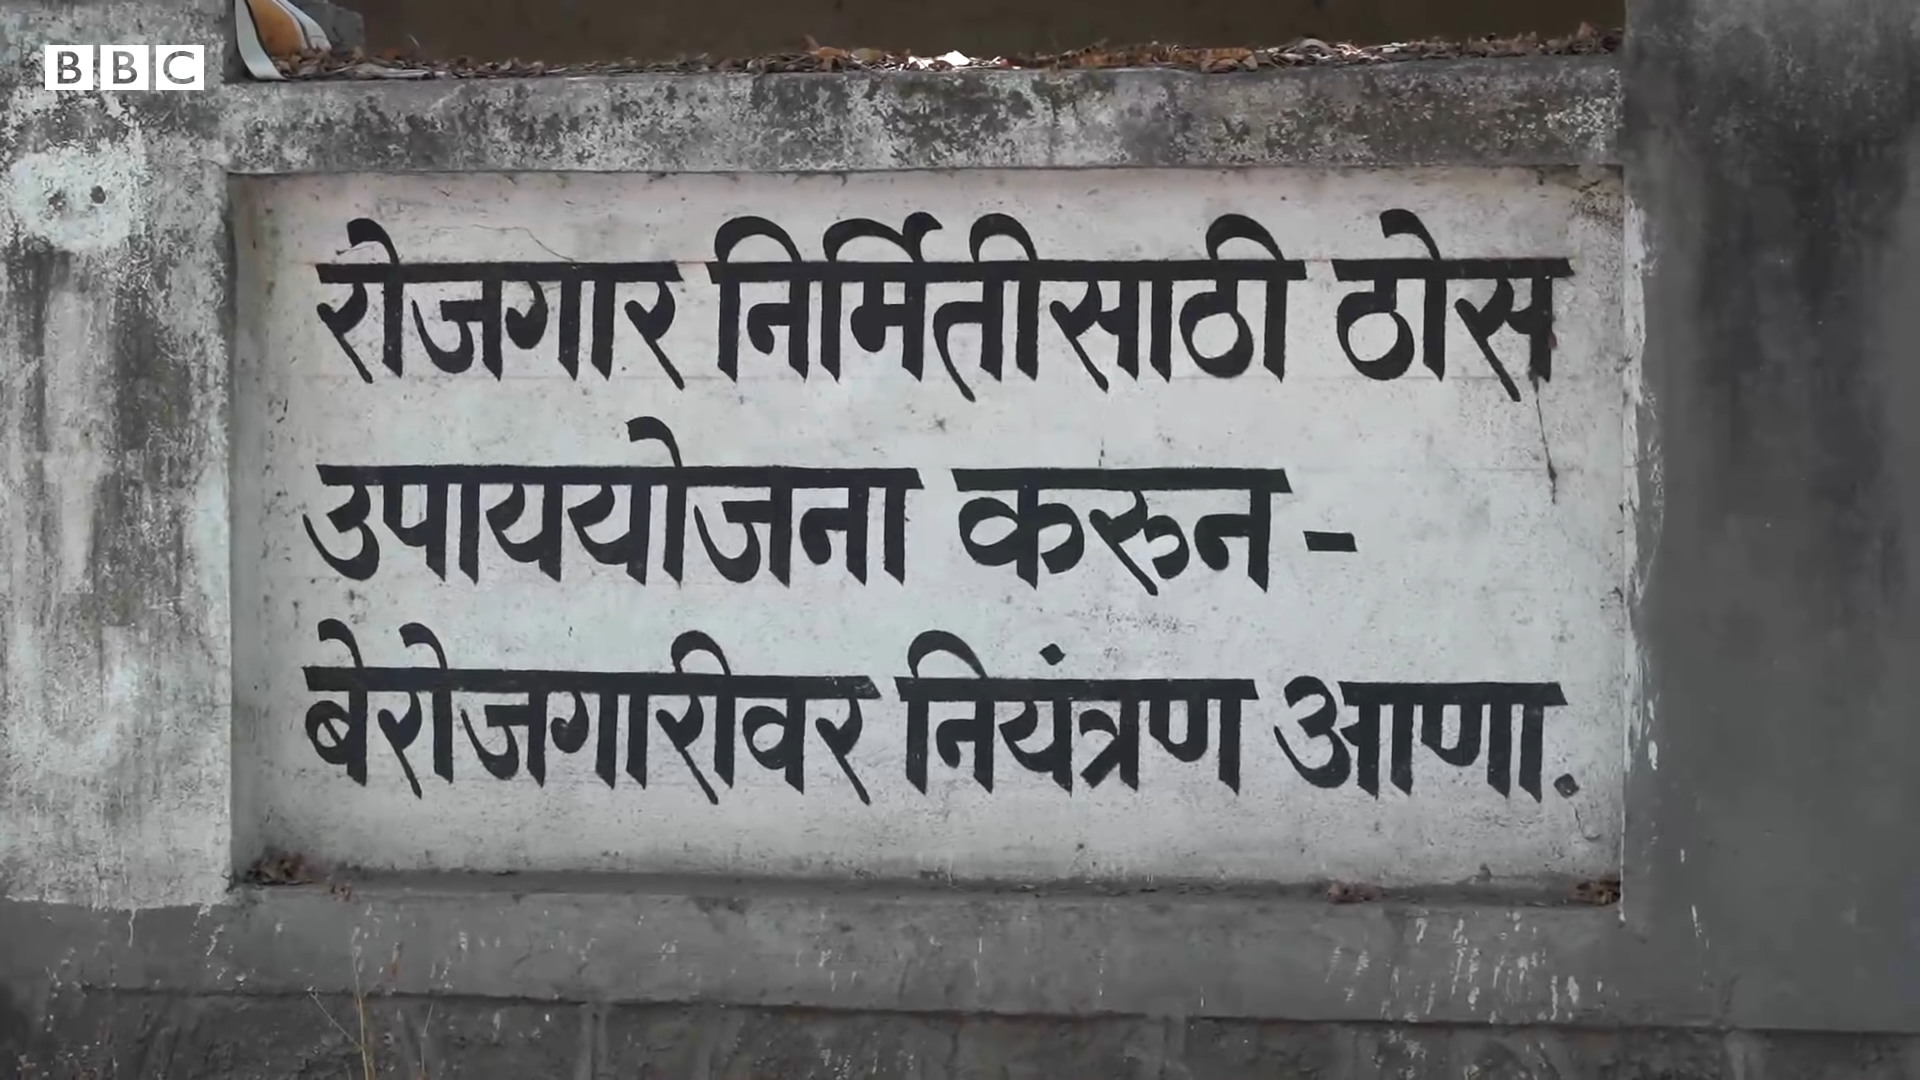 BBC
रोजगार निर्मितीसाठी ठोस
उपाययोजना करून -
बेरोजगारीवर नियंत्रण आणा.